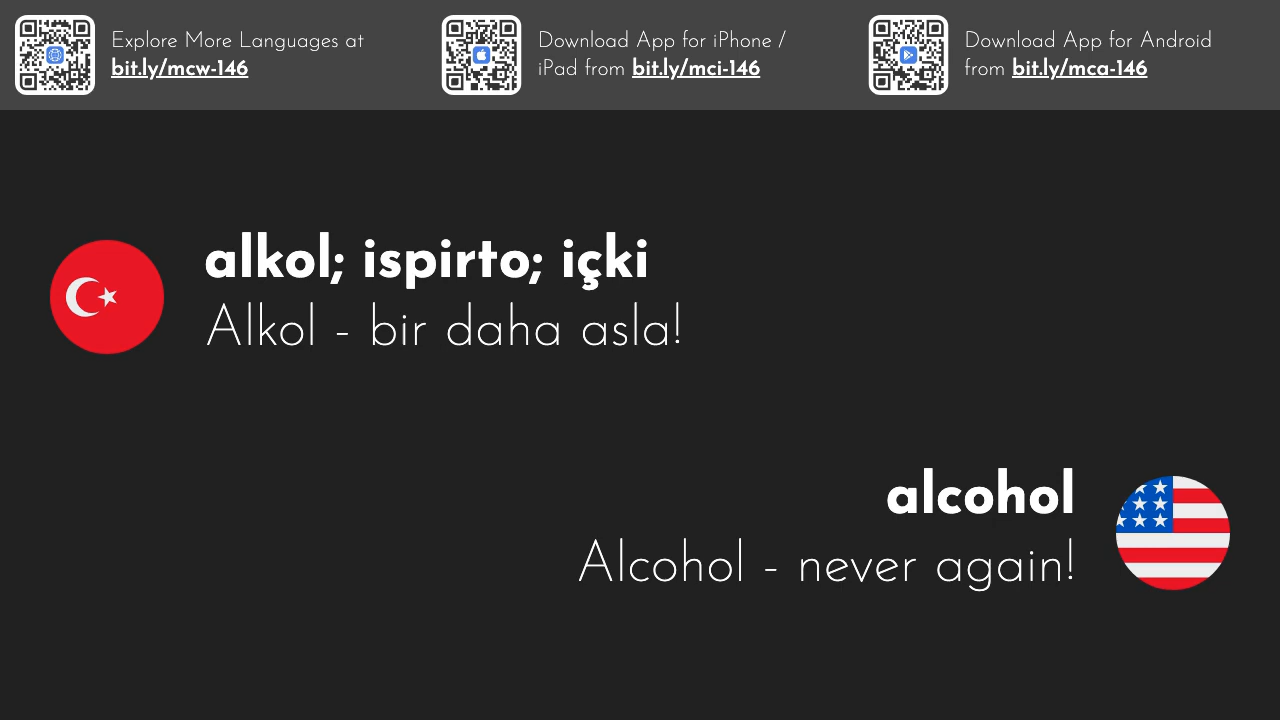 Explore More Languages at
bit.ly/mcw-146
Download App for iPhone /
iPad from bit.ly/mci-146
Download App for Android
from bit.ly/mca-146
alkol; ispirto; içki
Alkol - bir daha asla!
alcohol
Alcohol - never again!